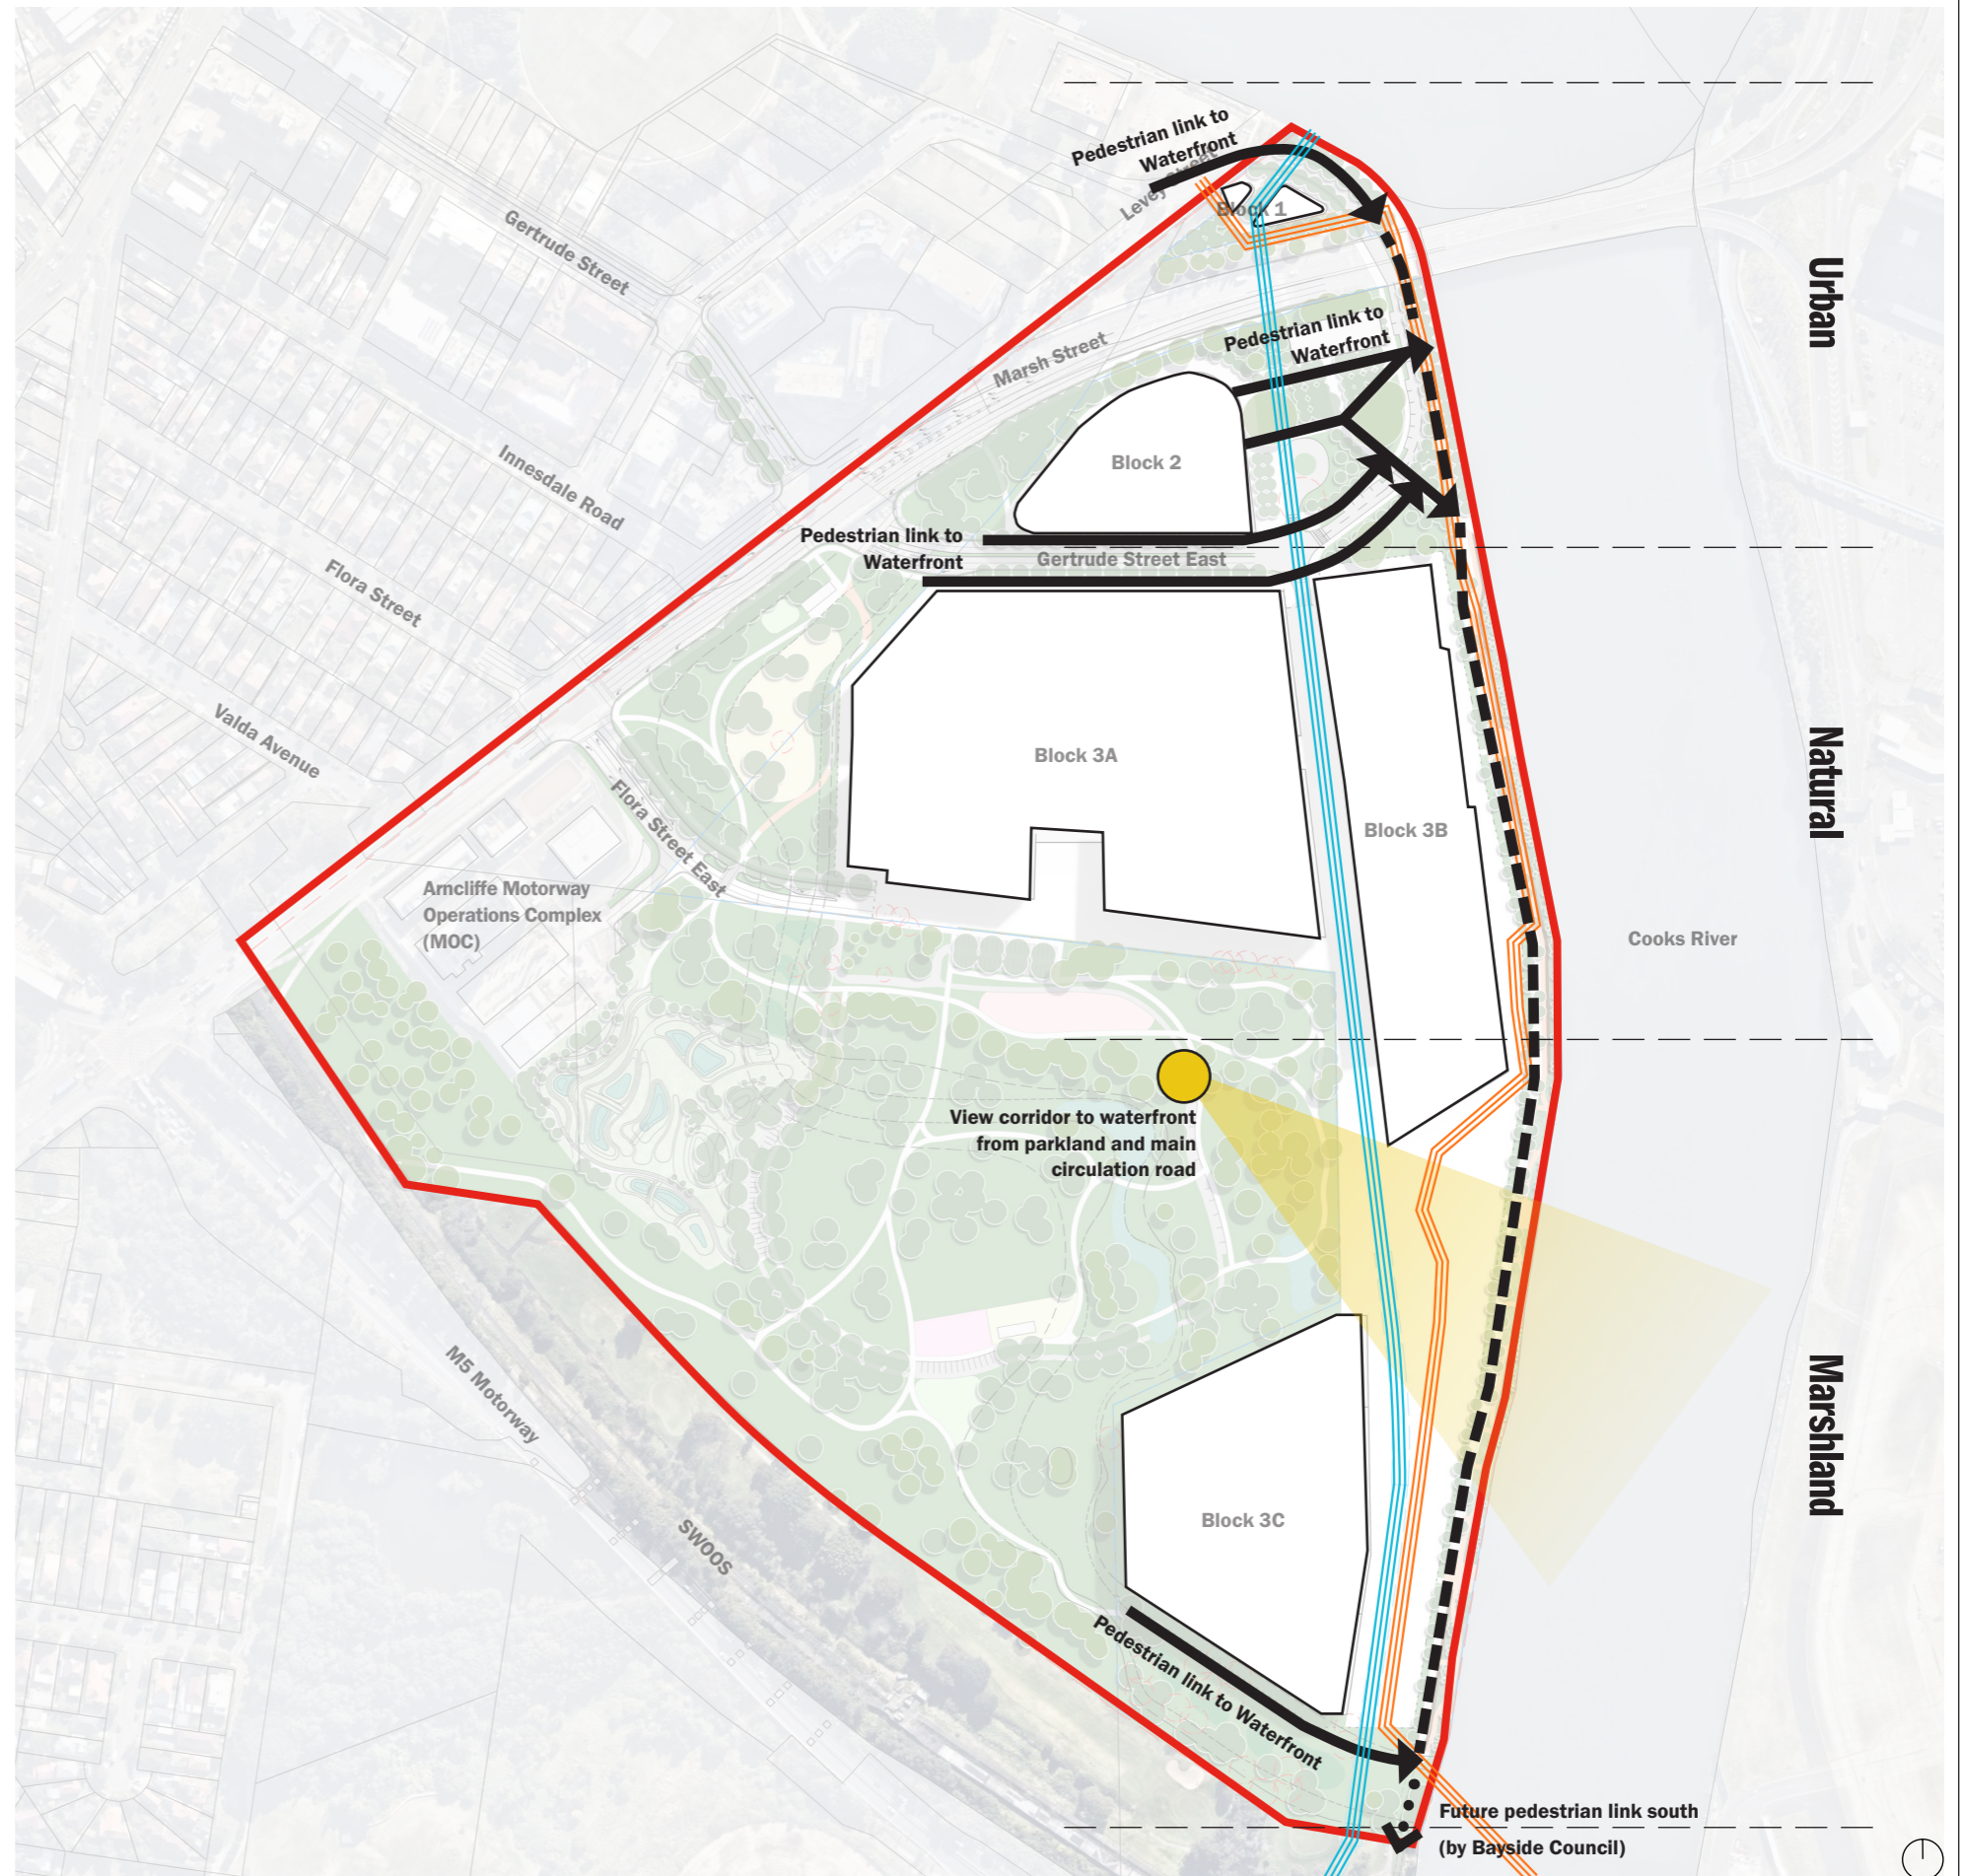 Pedestrian link to
Waterfront
Levey Street
Block 1
Urban
Gertrude Street
Pedestrian link to
Waterfront
Marsh Street
Block 2
Innesdale Road
Pedestrian link to
Waterfront
Gertrude Street East
Flora Street
Valda Avenue
Natural
Block 3A
Flora Street East
Block 3B
Arncliffe Motorway
Operations Complex
(MOC)
Cooks River
View corridor to waterfront
from parkland and main
circulation road
M5 Motorway
Marshland
SWOOS
Block 3C
Pedestrian link to Waterfront
Future pedestrian link south
(by Bayside Council)